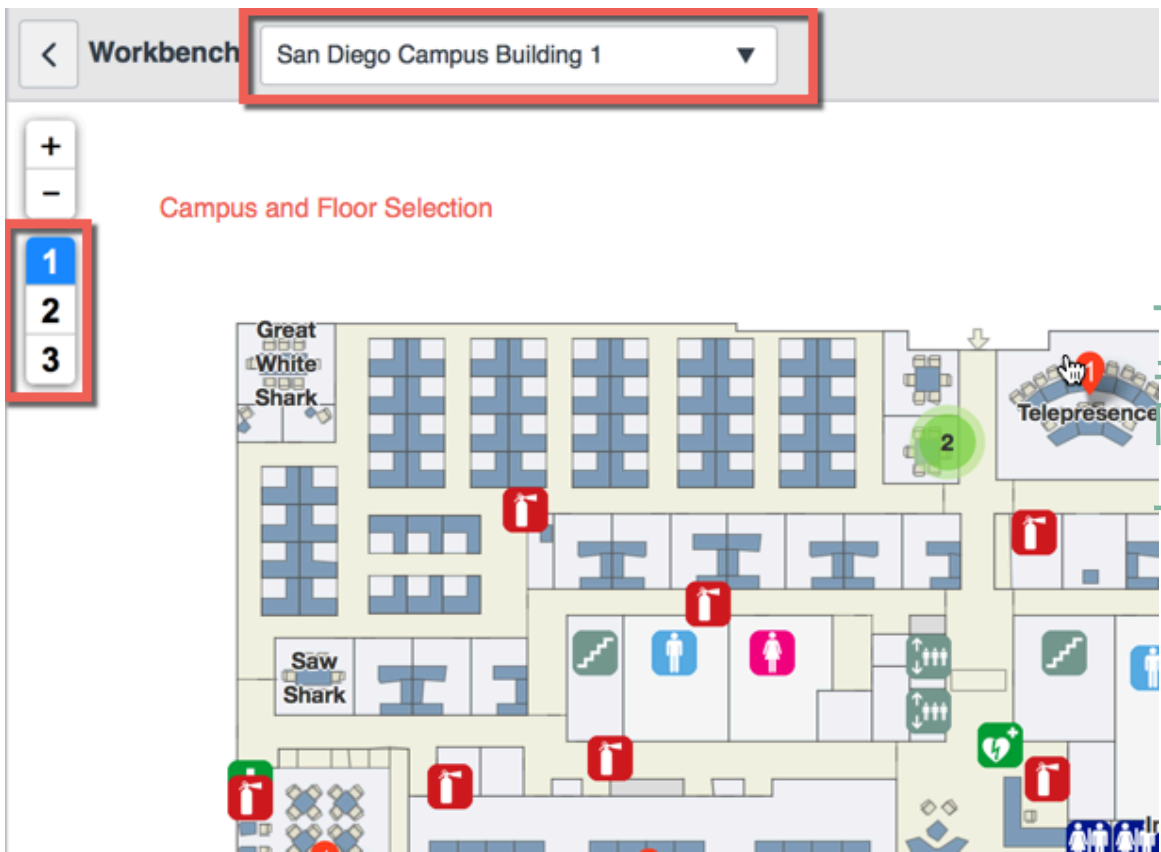 Workbench
San Diego Campus Building 1
+
−
Campus and Floor Selection
1
2
3
Great
White
Shark
1
Telepresence
2
Saw
Shark